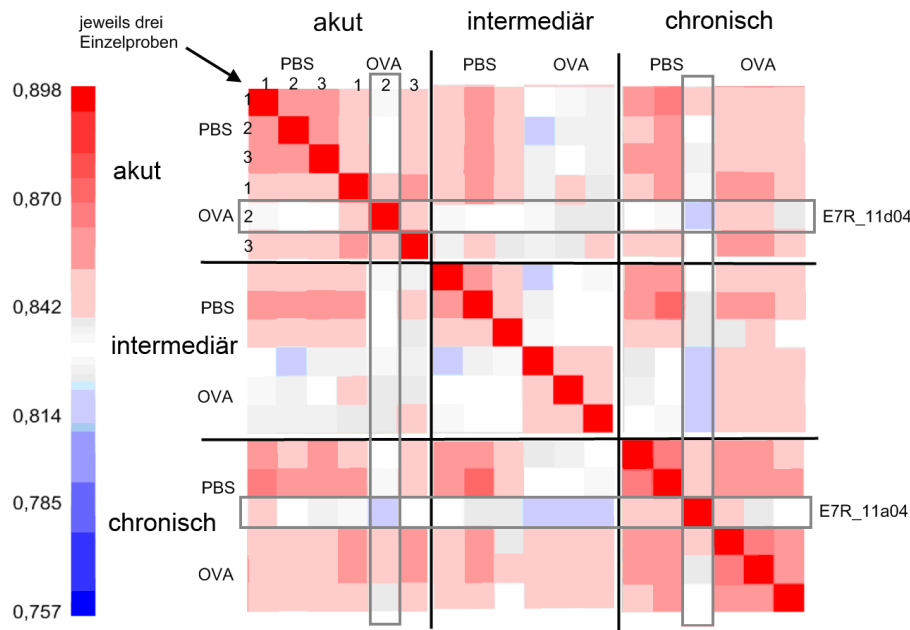 jeweils drei
Einzelproben
akut
intermediär
chronisch
PBS
OVA
PBS
OVA
PBS
OVA
1
2
3
1
2
3
0,898
0,870
0,842
0,814
0,785
0,757
akut
PBS
1
2
3
OVA
1
2
3
E7R_11d04
intermediär
PBS
OVA
chronisch
PBS
OVA
E7R_11a04